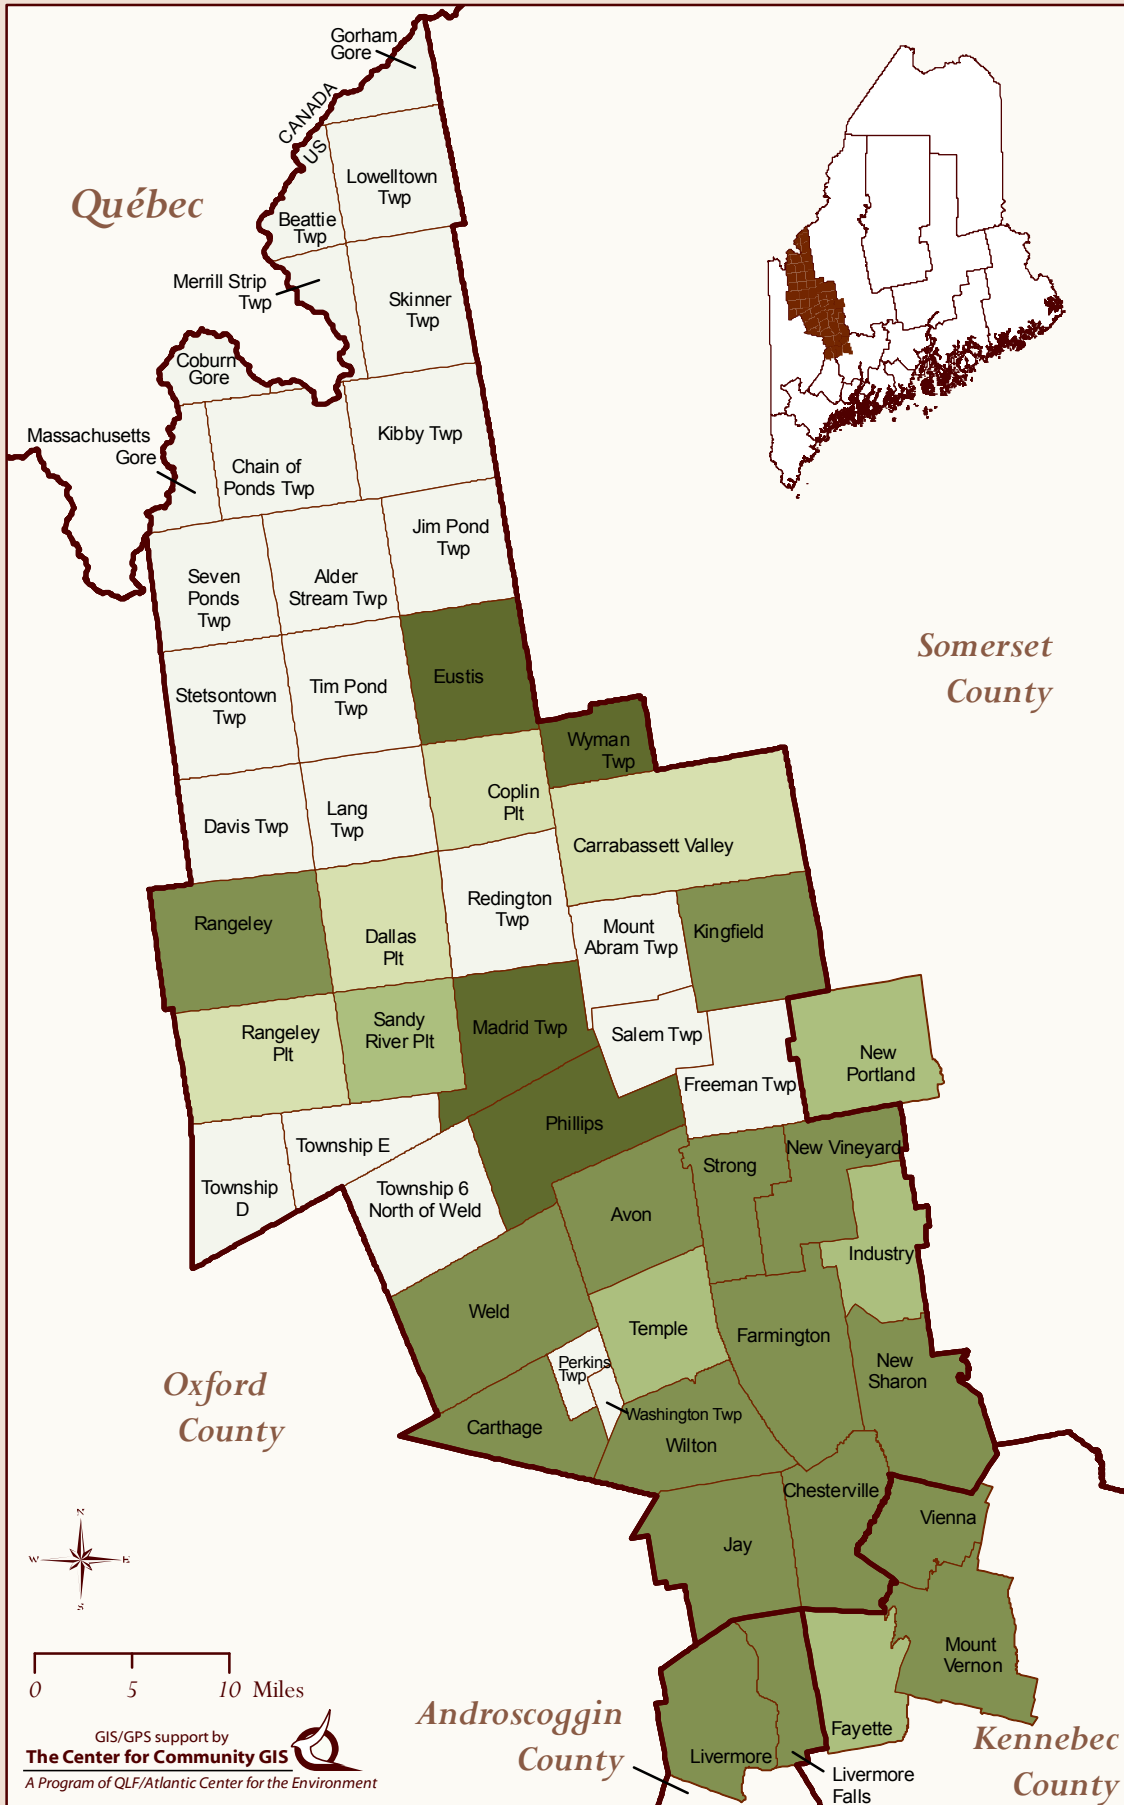 Gorham
Gore
CANADA
US
Québec
Lowelltown
Twp
Beattie
Twp
Merrill Strip
Twp
Skinner
Twp
Coburn
Gore
Massachusetts
Gore
Kibby Twp
Chain of
Ponds Twp
Jim Pond
Twp
Seven
Ponds
Twp
Alder
Stream Twp
Somerset
County
Eustis
Stetsontown
Twp
Tim Pond
Twp
Wyman
Twp
Coplin
Plt
Davis Twp
Lang
Twp
Carrabassett Valley
Rangeley
Redington
Twp
Dallas
Plt
Mount
Abram Twp
Kingfield
Rangeley
Plt
Sandy
River Plt
Madrid Twp
Salem Twp
New
Portland
Freeman Twp
Phillips
Township E
New Vineyard
Strong
Township
D
Township 6
North of Weld
Avon
Industry
Weld
Temple
Farmington
Perkins
Twp
New
Sharon
Oxford
County
Washington Twp
Carthage
Wilton
Chesterville
Vienna
Jay
N
W
E
S
Mount
Vernon
0 5 10 Miles
Androscoggin
County
Fayette
Kennebec
County
Livermore
Livermore
Falls
GIS/GPS support by
The Center for Community GIS
A Program of QLF/Atlantic Center for the Environment